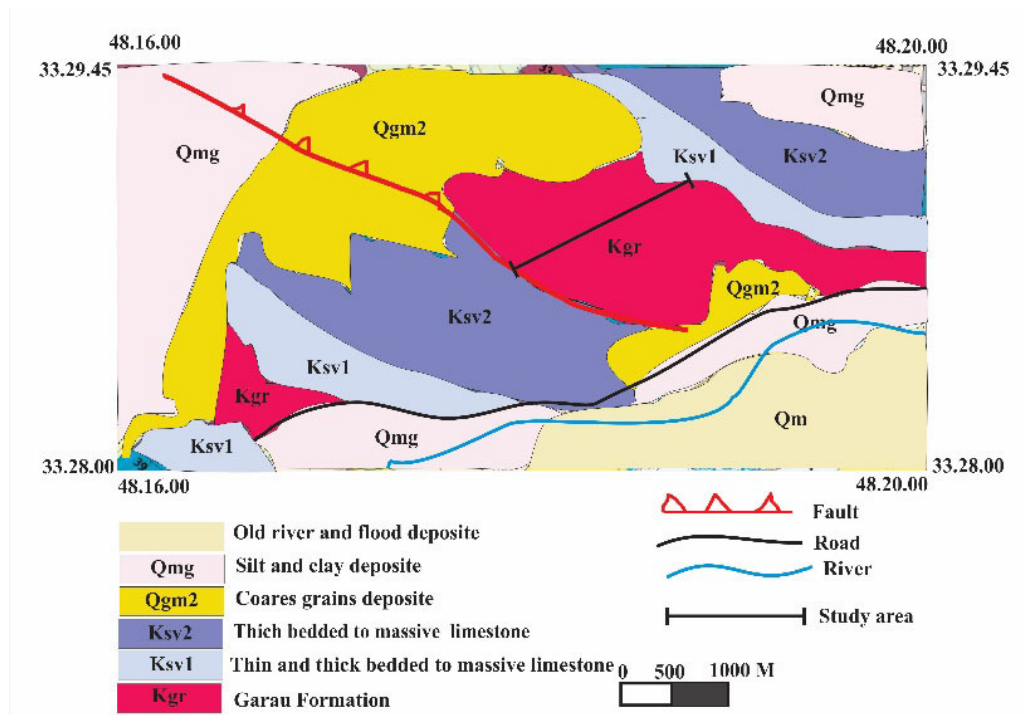 48.16.00
48.20.00
33.29.45
33.29.45
Qmg
Qgm2
Qmg
Ksv1
Ksv2
Kgr
Qgm2
Ksv2
Qmg
Ksv1
Kgr
Qm
Ksv1
Qmg
39
33.28.00
33.28.00
48.16.00
48.20.00
Fault
Road
River
Study area
0 500 1000 M
Old river and flood deposite
Qmg Silt and clay deposite
Qgm2 Coares grains deposite
Ksv2 Thich bedded to massive limestone
Ksv1 Thin and thick bedded to massive limestone
Kgr Garau Formation